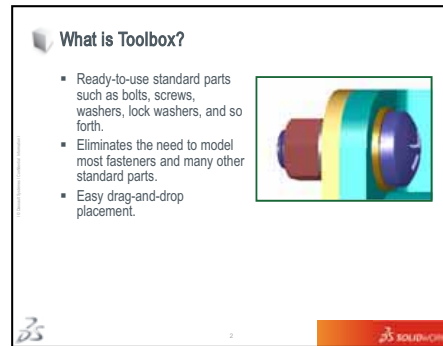 What is Toolbox?
▪ Ready-to-use standard parts
such as bolts, screws,
washers, lock washers, and so
forth.
▪ Eliminates the need to model
most fasteners and many other
standard parts.
▪ Easy drag-and-drop
placement.
2
SOLIDWOR